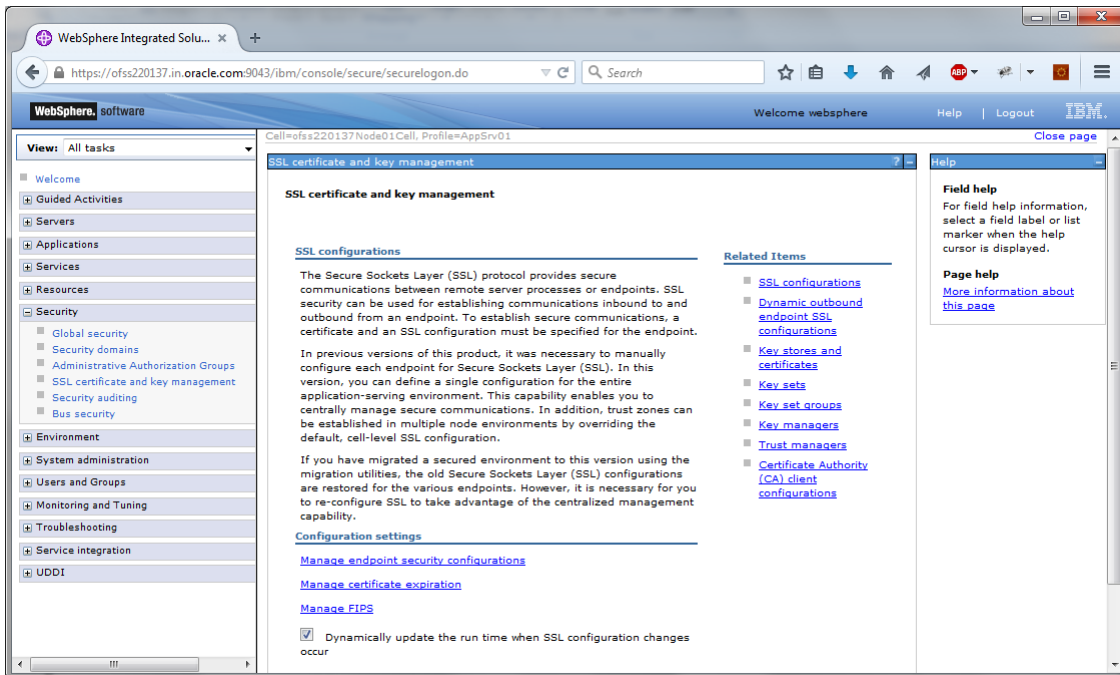 WebSphere Integrated Solu...
https://ofss220137.in.oracle.com:9043/ibm/console/secure/securelogon.do
Search
ABP
WebSphere. software
Welcome websphere
Help | Logout
IBM.
View: All tasks
Welcome
Guided Activities
Servers
Applications
Services
Resources
Security
Global security
Security domains
Administrative Authorization Groups
SSL certificate and key management
Security auditing
Bus security
Environment
System administration
Users and Groups
Monitoring and Tuning
Troubleshooting
Service integration
UDDI
Cell=ofss220137Node01Cell, Profile=AppSrv01
Close page
SSL certificate and key management
?
SSL certificate and key management
SSL configurations
The Secure Sockets Layer (SSL) protocol provides secure
communications between remote server processes or endpoints. SSL
security can be used for establishing communications inbound to and
outbound from an endpoint. To establish secure communications, a
certificate and an SSL configuration must be specified for the endpoint.
In previous versions of this product, it was necessary to manually
configure each endpoint for Secure Sockets Layer (SSL). In this
version, you can define a single configuration for the entire
application-serving environment. This capability enables you to
centrally manage secure communications. In addition, trust zones can
be established in multiple node environments by overriding the
default, cell-level SSL configuration.
If you have migrated a secured environment to this version using the
migration utilities, the old Secure Sockets Layer (SSL) configurations
are restored for the various endpoints. However, it is necessary for you
to re-configure SSL to take advantage of the centralized management
capability.
Configuration settings
Manage endpoint security configurations
Manage certificate expiration
Manage FIPS
Dynamically update the run time when SSL configuration changes
occur
Related Items
SSL configurations
Dynamic outbound
endpoint SSL
configurations
Key stores and
certificates
Key sets
Key set groups
Key managers
Trust managers
Certificate Authority
(CA) client
configurations
Help
Field help
For field help information,
select a field label or list
marker when the help
cursor is displayed.
Page help
More information about
this page